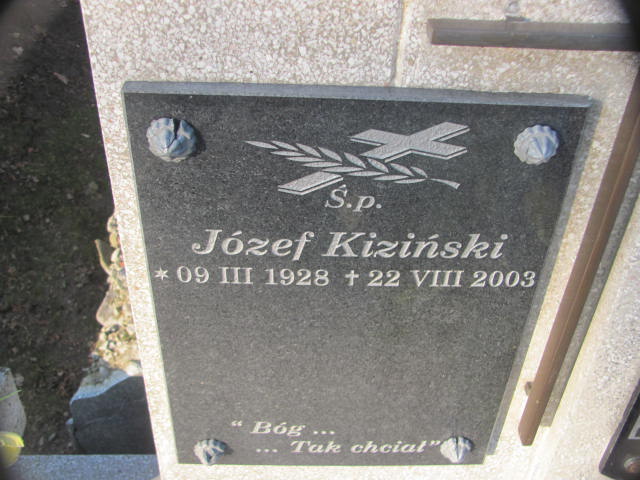 Ś.p.
Józef Kiziński
* 09 III 1928 ✝ 22 VIII 2003
“ Bóg ...
... Tak chciał”